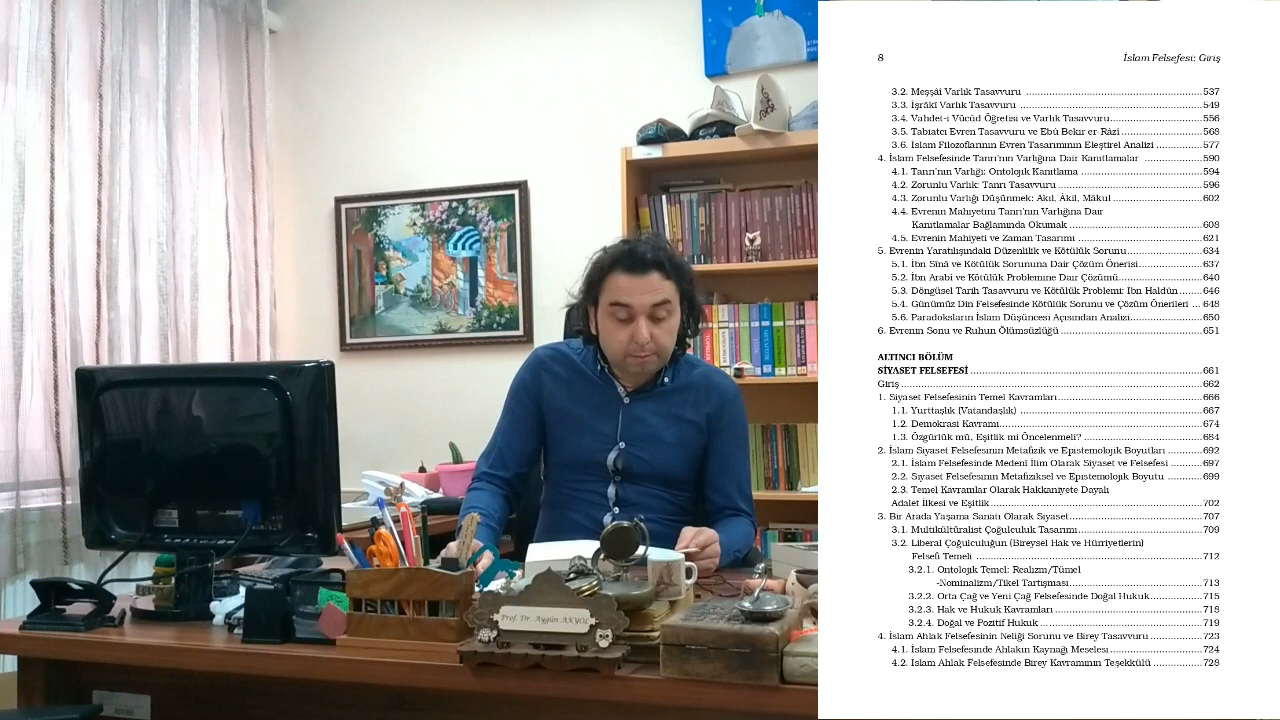 Prof. Dr. Aygün AKYOL
8 İslam Felsefesi: Giriş
3.2. Meşşâî Varlık Tasavvuru ........ 537
3.3. İşrâkî Varlık Tasavvuru ........ 549
3.4. Vahdet-i Vücûd Öğretisi ve Varlık Tasavvuru ........ 556
3.5. Tabiatçı Evren Tasavvuru ve Ebû Bekir er-Râzî ........ 568
3.6. İslam Filozoflarının Evren Tasarımının Eleştirel Analizi ........ 577
4. İslam Felsefesinde Tanrı'nın Varlığına Dair Kanıtlamalar ........ 590
4.1. Tanrı'nın Varlığı: Ontolojik Kanıtlama ........ 594
4.2. Zorunlu Varlık: Tanrı Tasavvuru ........ 596
4.3. Zorunlu Varlığı Düşünmek: Akıl, Âkil, Mâkul ........ 602
4.4. Evrenin Mahiyetini Tanrı'nın Varlığına Dair
Kanıtlamalar Bağlamında Okumak ........ 608
4.5. Evrenin Mahiyeti ve Zaman Tasarımı ........ 621
5. Evrenin Yaratılışındaki Düzenlilik ve Kötülük Sorunu ........ 634
5.1. İbn Sînâ ve Kötülük Sorununa Dair Çözüm Önerisi ........ 637
5.2. İbn Arabî ve Kötülük Problemine Dair Çözümü ........ 640
5.3. Döngüsel Tarih Tasavvuru ve Kötülük Problemi: İbn Haldûn ........ 646
5.4. Günümüz Din Felsefesinde Kötülük Sorunu ve Çözüm Önerileri ... 648
5.6. Paradoksların İslam Düşüncesi Açısından Analizi ........ 650
6. Evrenin Sonu ve Ruhun Ölümsüzlüğü ........ 651
ALTINCI BÖLÜM
SİYASET FELSEFESİ ........ 661
Giriş ........ 662
1. Siyaset Felsefesinin Temel Kavramları ........ 666
1.1. Yurttaşlık (Vatandaşlık) ........ 667
1.2. Demokrasi Kavramı ........ 674
1.3. Özgürlük mü, Eşitlik mi Öncelenmeli? ........ 684
2. İslam Siyaset Felsefesinin Metafizik ve Epistemolojik Boyutları ........ 692
2.1. İslam Felsefesinde Medenî İlim Olarak Siyaset ve Felsefesi ........ 697
2.2. Siyaset Felsefesinin Metafiziksel ve Epistemolojik Boyutu ........ 699
2.3. Temel Kavramlar Olarak Hakkaniyete Dayalı
Adalet İlkesi ve Eşitlik ........ 702
3. Bir Arada Yaşama Sanatı Olarak Siyaset ........ 707
3.1. Multikültüralist Çoğulculuk Tasarımı ........ 709
3.2. Liberal Çoğulculuğun (Bireysel Hak ve Hürriyetlerin)
Felsefî Temeli ........ 712
3.2.1. Ontolojik Temel: Realizm/Tümel
-Nominalizm/Tikel Tartışması ........ 713
3.2.2. Orta Çağ ve Yeni Çağ Felsefesinde Doğal Hukuk ........ 715
3.2.3. Hak ve Hukuk Kavramları ........ 718
3.2.4. Doğal ve Pozitif Hukuk ........ 719
4. İslam Ahlak Felsefesinin Neliği Sorunu ve Birey Tasavvuru ........ 723
4.1. İslam Felsefesinde Ahlakın Kaynağı Meselesi ........ 724
4.2. İslam Ahlak Felsefesinde Birey Kavramının Teşekkülü ........ 728